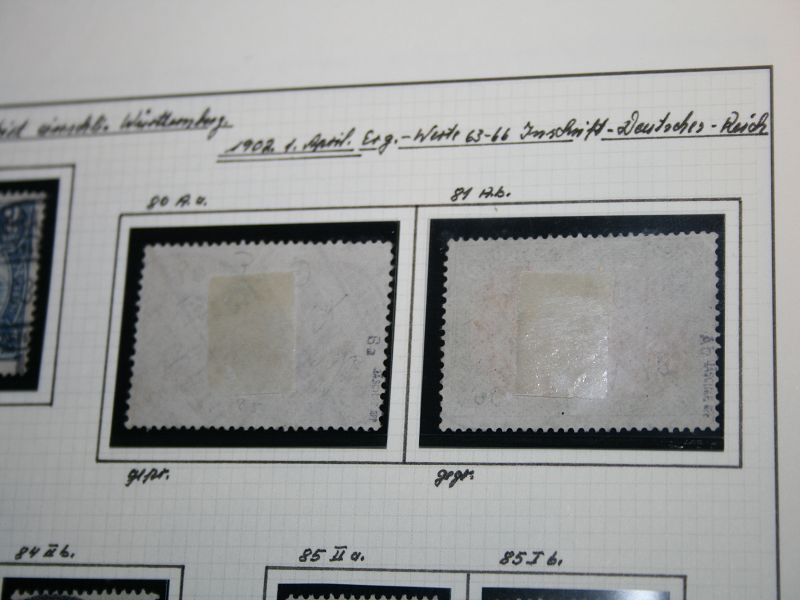 einschl. Württemberg.
1902. 1. April. Erg.-Werte 63-66 Inschrift-Deutsches-Reich
80 A.a. 81 A.b.
gepr. gepr.
84 II b. 85 II a. 85 I b.